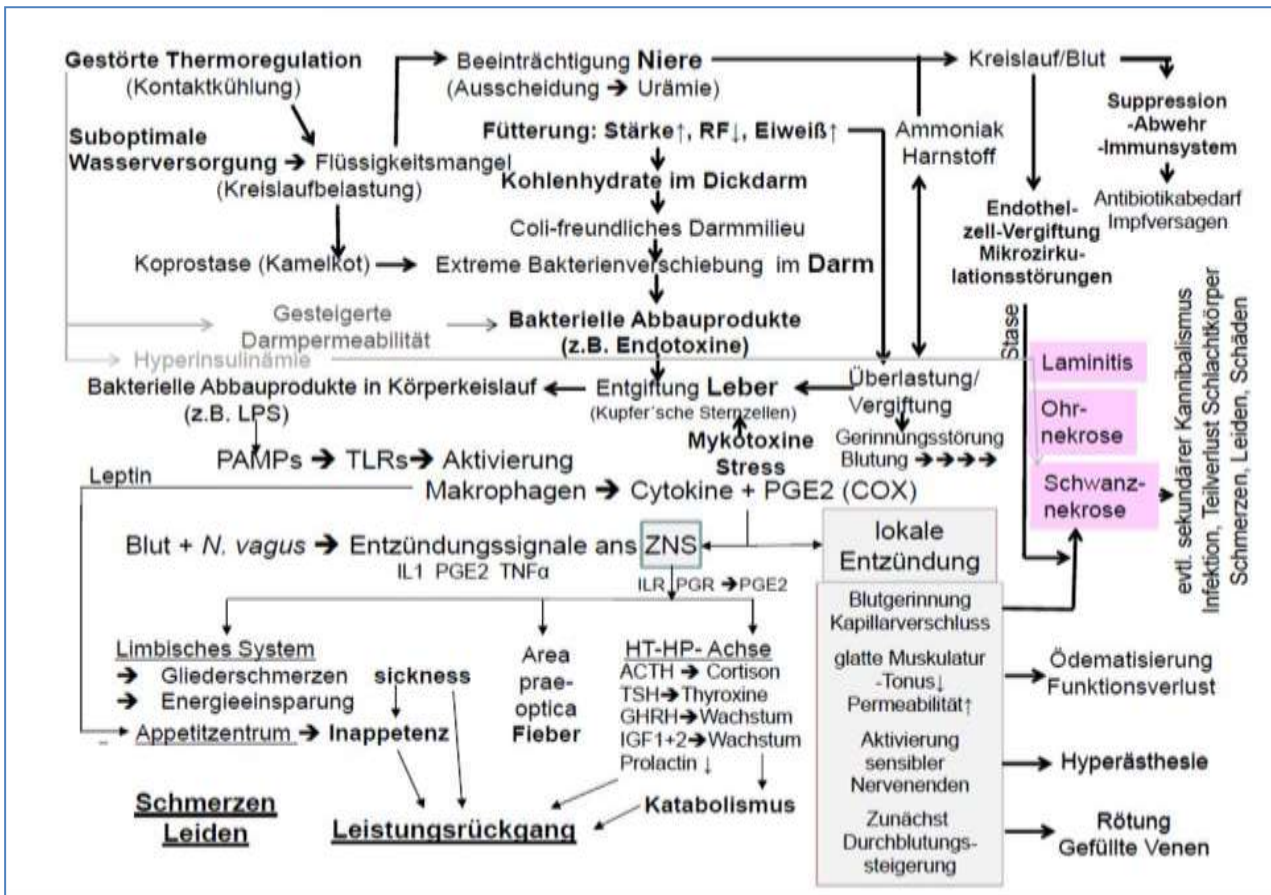 Gestörte Thermoregulation
(Kontaktkühlung)
Suboptimale
Wasserversorgung ➔ Flüssigkeitsmangel
(Kreislaufbelastung)
Beeinträchtigung Niere
(Ausscheidung ➔ Urämie)
Kreislauf/Blut
Suppression
-Abwehr
-Immunsystem
Antibiotikabedarf
Impfversagen
Fütterung: Stärke↑, RF↓, Eiweiß↑
Ammoniak
Harnstoff
Kohlenhydrate im Dickdarm
Coli-freundliches Darmmilieu
Koprostase (Kamelkot) ➔ Extreme Bakterienverschiebung im Darm
Endothel-
zell-Vergiftung
Mikrozirku-
lationsstörungen
Gesteigerte
Darmpermeabilität
Bakterielle Abbauprodukte
(z.B. Endotoxine)
Hyperinsulinämie
Stase
Bakterielle Abbauprodukte in Körperkeislauf
(z.B. LPS)
Entgiftung Leber
(Kupfer´sche Sternzellen)
Überlastung/
Vergiftung
Mykotoxine
Stress
Gerinnungsstörung
Blutung ➔➔➔➔
Laminitis
Ohr-
nekrose
Schwanz-
nekrose
evtl. sekundärer Kannibalismus
Infektion, Teilverlust Schlachtkörper
Schmerzen, Leiden, Schäden
PAMPs ➔ TLRs➔ Aktivierung
Makrophagen ➔ Cytokine + PGE2 (COX)
Leptin
Blut + N. vagus ➔ Entzündungssignale ans ZNS
IL1 PGE2 TNFα
ILR PGR ➔PGE2
lokale
Entzündung
Blutgerinnung
Kapillarverschluss
glatte Muskulatur
-Tonus↓
Permeabilität↑
Ödematisierung
Funktionsverlust
Aktivierung
sensibler
Nervenenden
Hyperästhesie
Zunächst
Durchblutungs-
steigerung
Rötung
Gefüllte Venen
Limbisches System
➔ Gliederschmerzen
➔ Energieeinsparung
Appetitzentrum ➔ Inappetenz
sickness
Area
prae-
optica
Fieber
HT-HP- Achse
ACTH ➔ Cortison
TSH➔Thyroxine
GHRH➔Wachstum
IGF1+2➔Wachstum
Prolactin ↓
Katabolismus
Schmerzen
Leiden
Leistungsrückgang